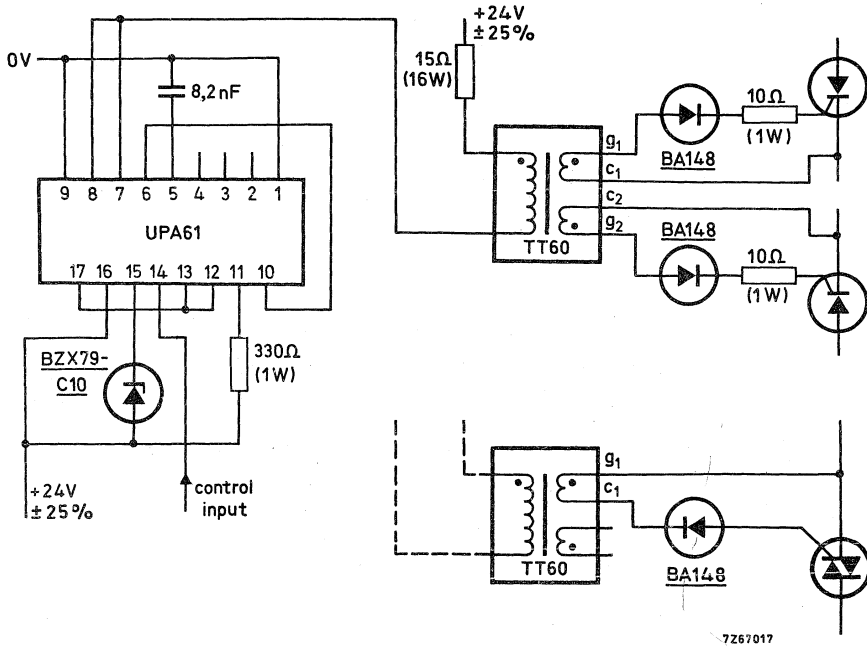 +24V
±25%
0V
15Ω
(16W)
8,2nF
10Ω
(1W)
BA148
g₁
c₁
c₂
g₂
TT60
BA148
10Ω
(1W)
9 8 7 6 5 4 3 2 1
UPA61
17 16 15 14 13 12 11 10
BZX79-
C10
330Ω
(1W)
+24V
±25%
control
input
g₁
c₁
TT60
BA148
7Z67017